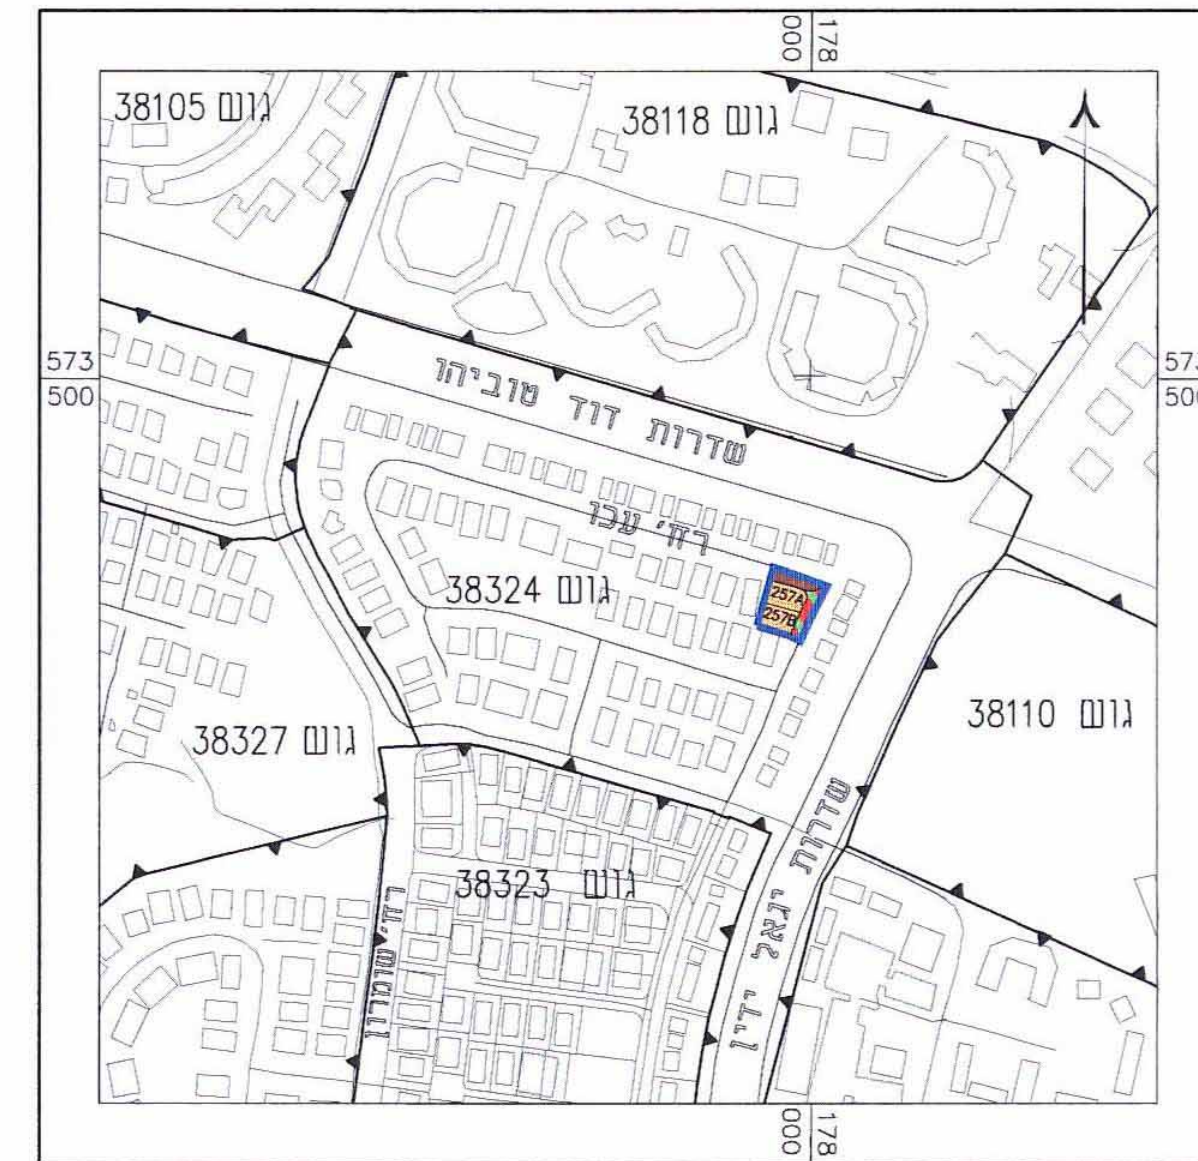 178
000
גוש 38105
גוש 38118
573
500
573
500
שדרות דוד טוביהו
רח' עכו
גוש 38324
257A
257B
גוש 38327
גוש 38110
גוש 38323
שדרות יגאל ידין
178
000